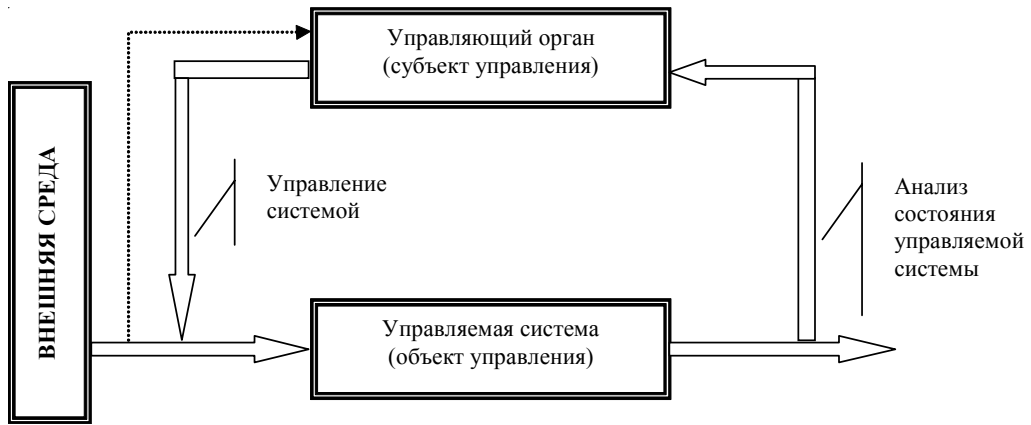 Управляющий орган
(субъект управления)
ВНЕШНЯЯ СРЕДА
Управление
системой
Анализ
состояния
управляемой
системы
Управляемая система
(объект управления)